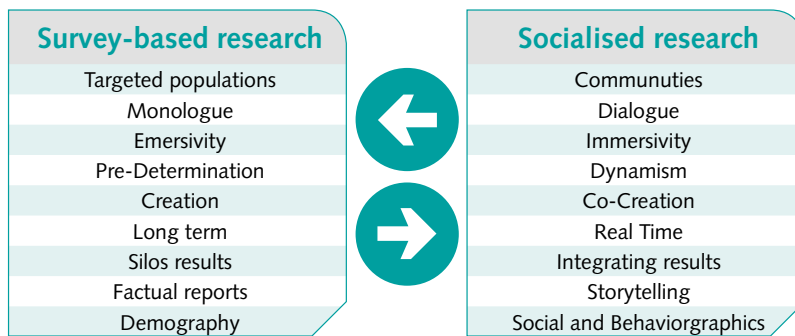 Survey-based research
Targeted populations
Monologue
Emersivity
Pre-Determination
Creation
Long term
Silos results
Factual reports
Demography
Socialised research
Communuties
Dialogue
Immersivity
Dynamism
Co-Creation
Real Time
Integrating results
Storytelling
Social and Behaviorgraphics